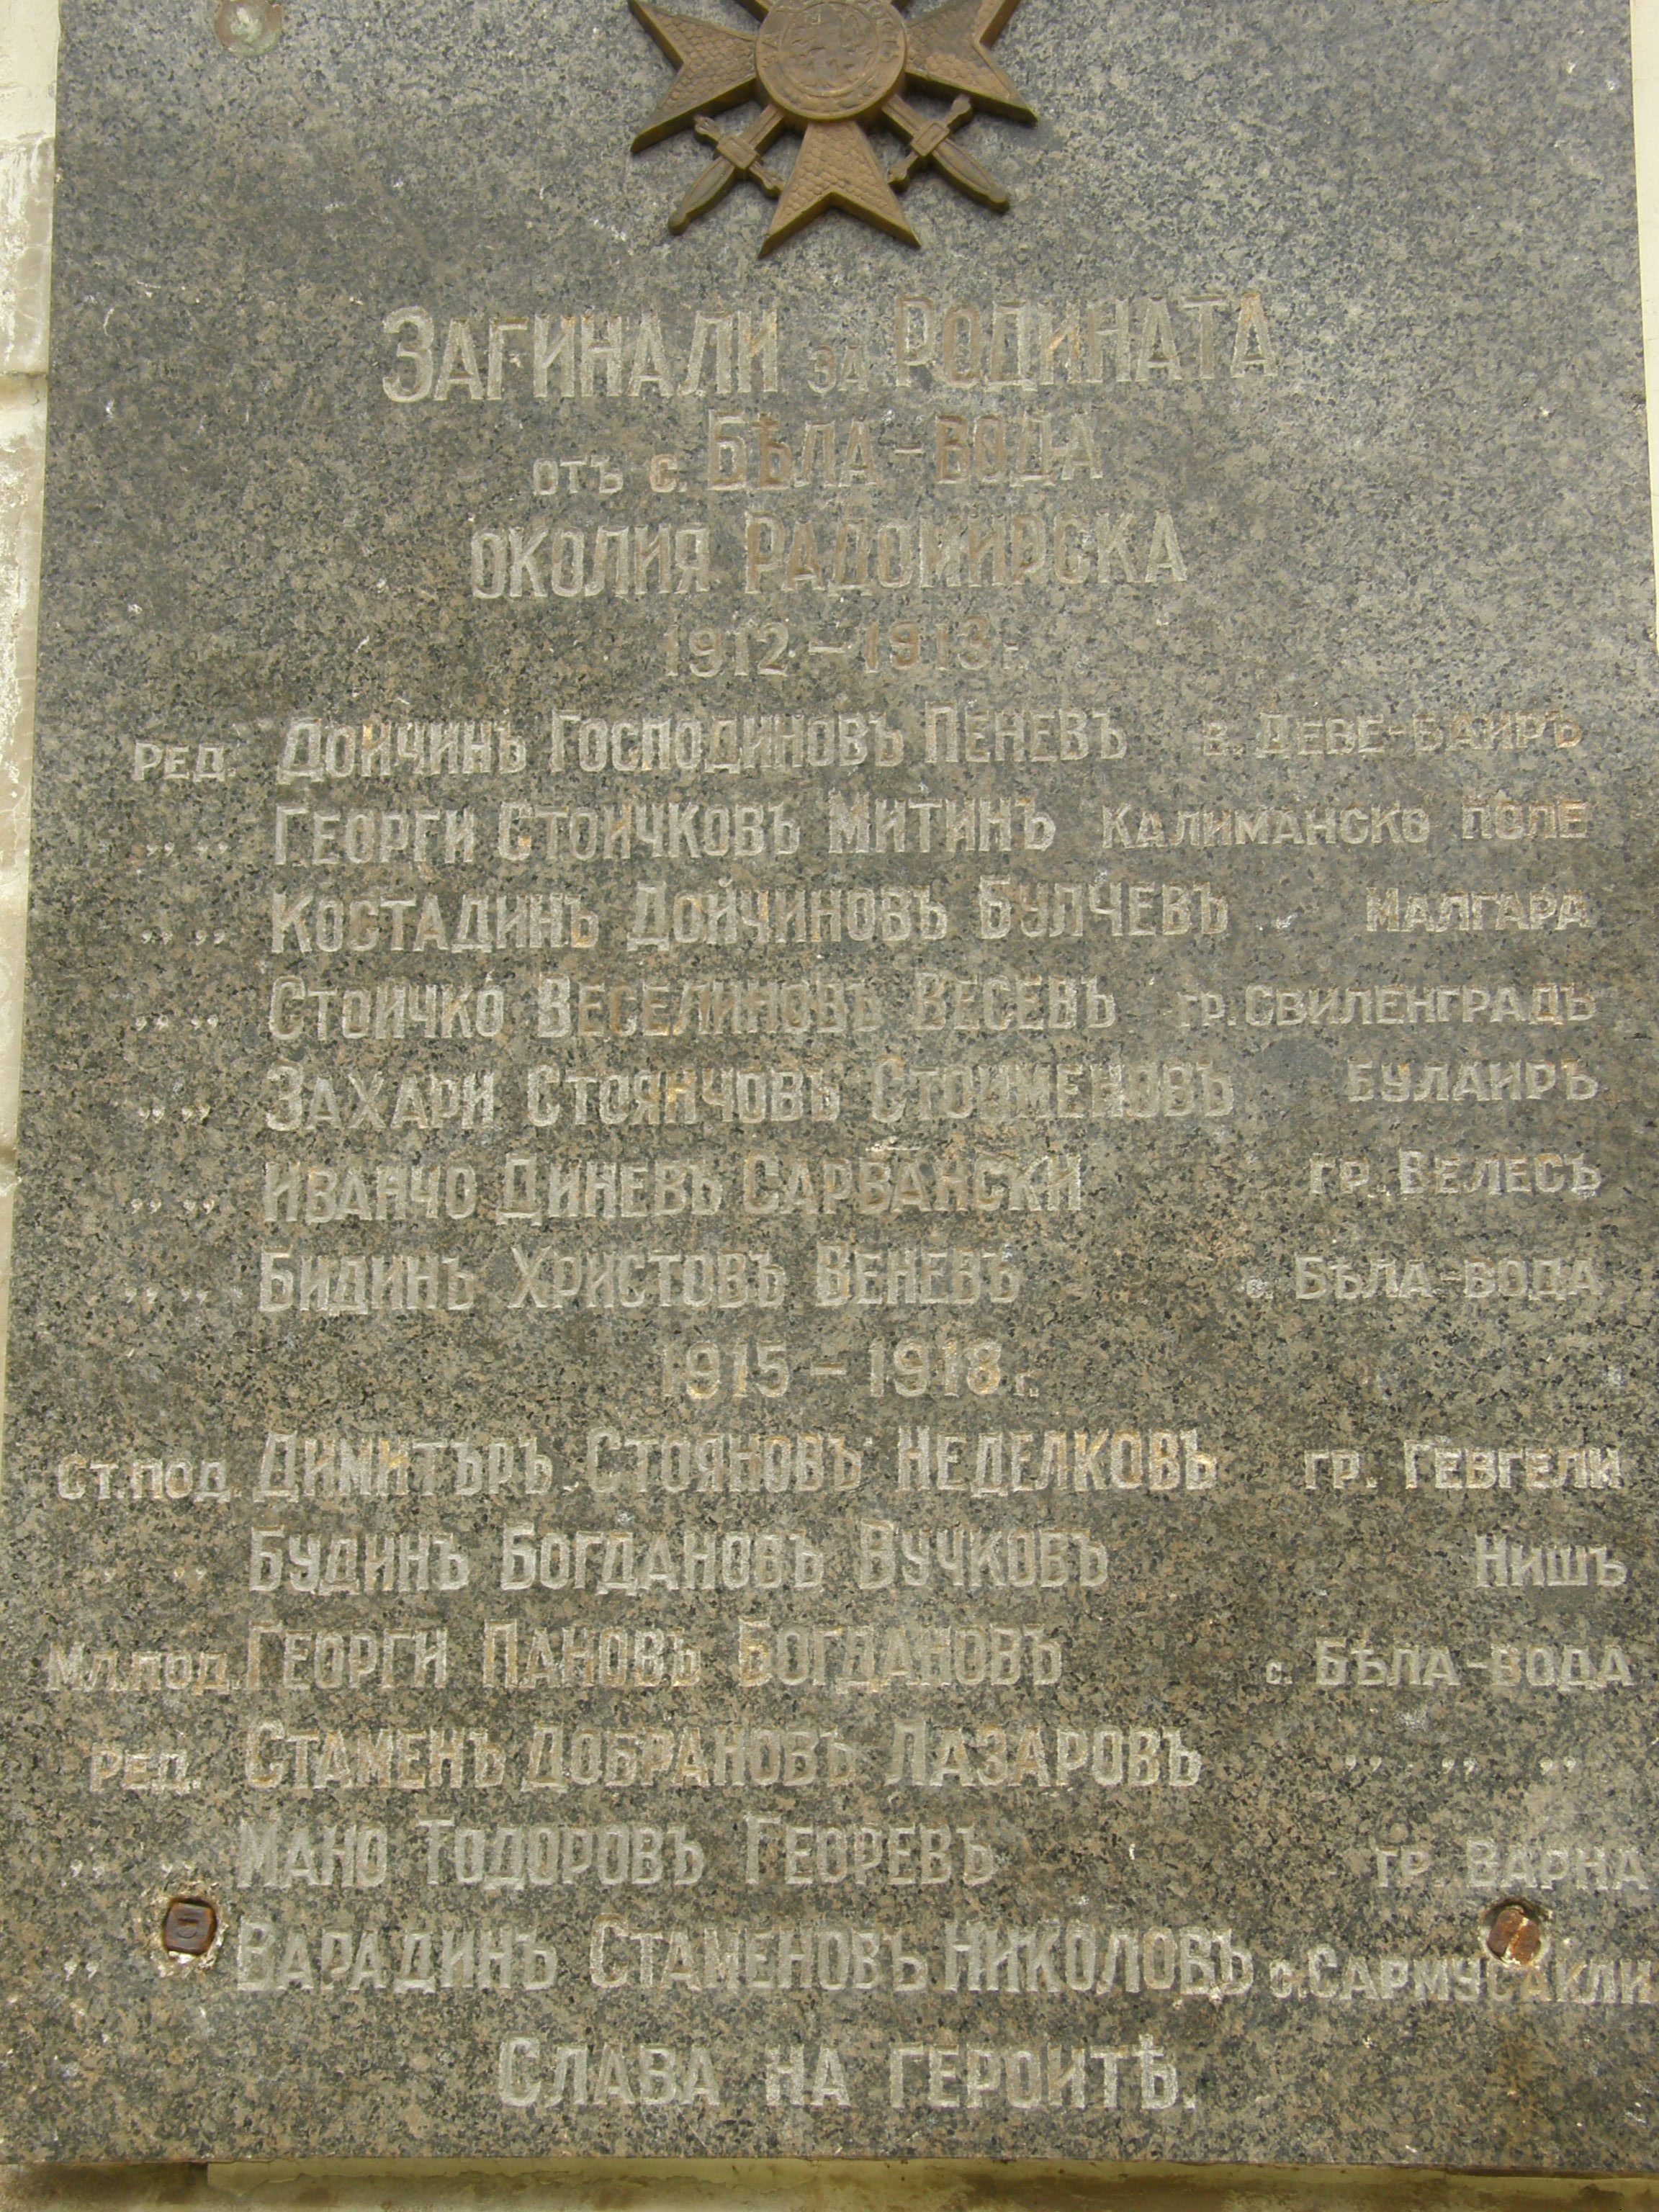 Загинали за Родината
отъ с. Бѣла-вода
околия Радомирска
1912 – 1913 г.
Ред. Дойчинъ Господиновъ Пеневъ в. Деве-Баиръ
,, ,, Георги Стоичковъ Митинъ Калиманско поле
,, ,, Костадинъ Дойчиновъ Булчевъ Малгара
,, ,, Стоичко Веселиновъ Весевъ гр. Свиленградъ
,, ,, Захари Стоянчовъ Стоименовъ Булаиръ
,, ,, Иванчо Диневъ Сарвански гр. Велесъ
,, ,, Бидинъ Христовъ Веневъ с. Бѣла-вода
1915 – 1918 г.
Ст. под. Димитъръ Стояновъ Неделковъ гр. Гевгели
,, ,, Будинъ Богдановъ Вучковъ Нишъ
Мл. под. Георги Пановъ Богдановъ с. Бѣла-вода
Ред. Стаменъ Добрановъ Лазаровъ ,, ,, ,,
,, ,, Мано Тодоровъ Георевъ гр. Варна
,, Варадинъ Стаменовъ Николовъ с. Сармусакли
Слава на героитѣ.